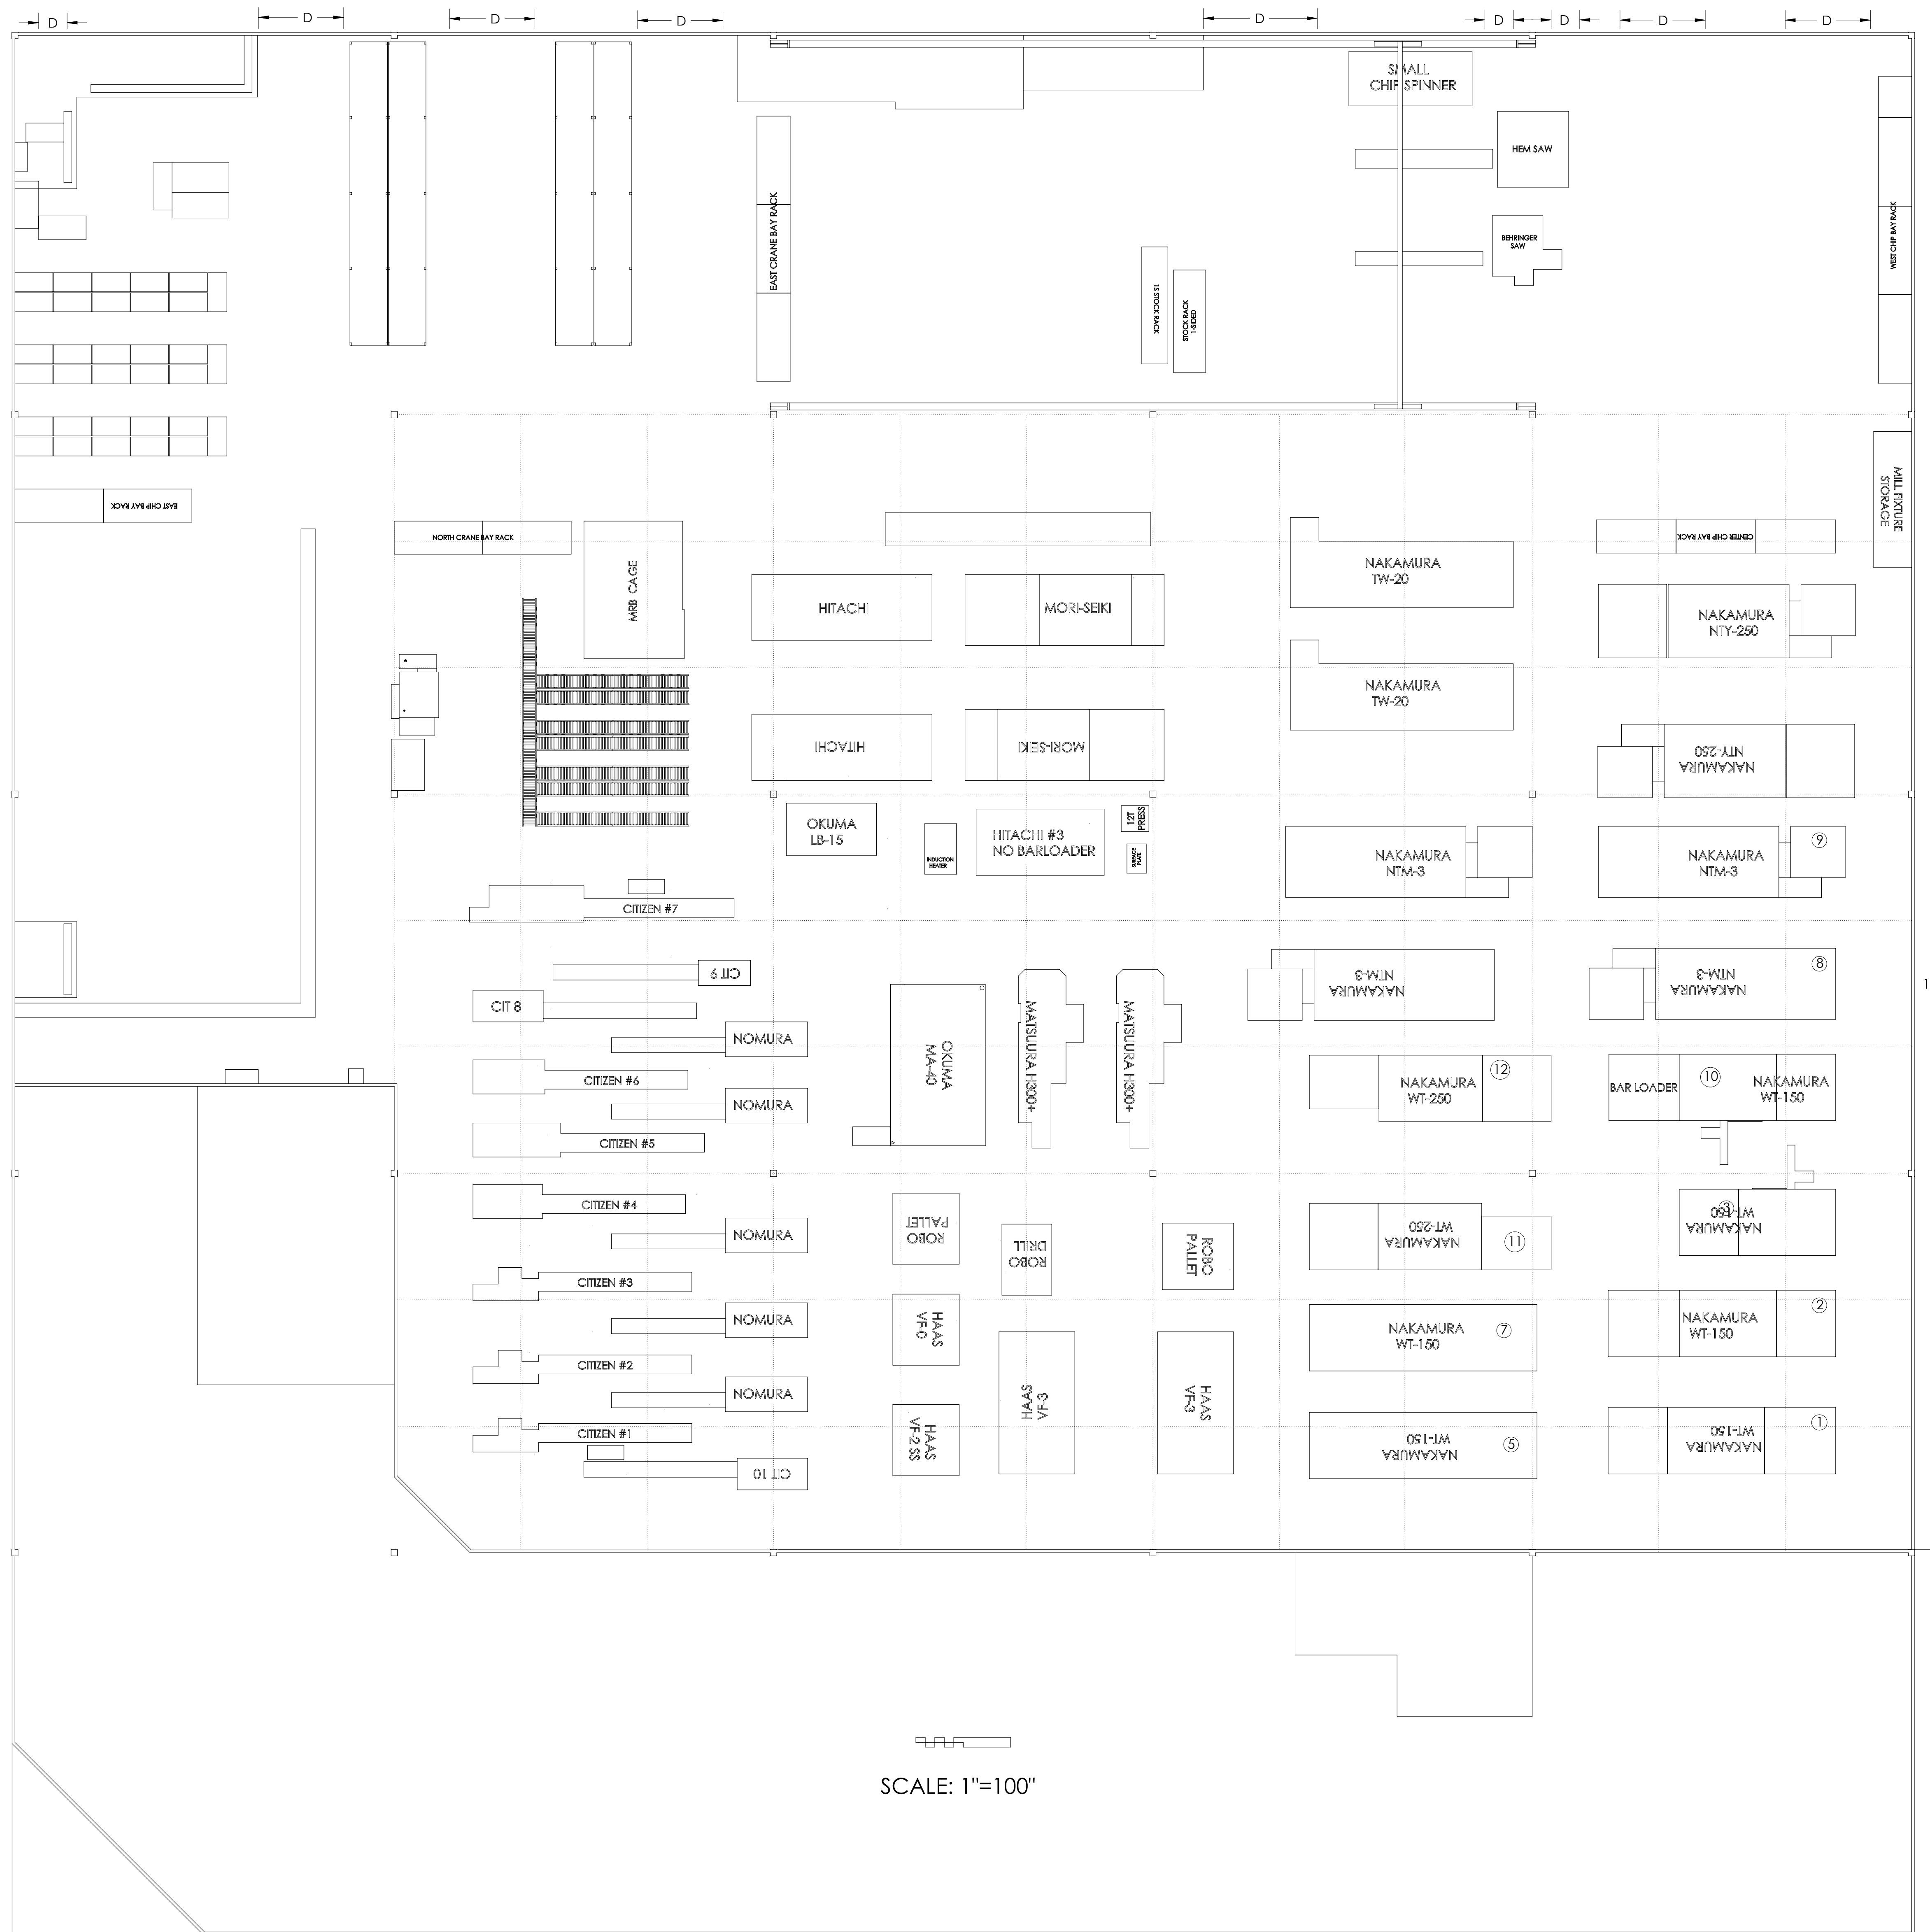 D
D
D
D
D
D
D
D
D
SMALL
CHIP SPINNER
HEM SAW
BEHRINGER
SAW
EAST CRANE BAY RACK
1S STOCK RACK
STOCK RACK
1-SIDED
WEST CHIP BAY RACK
MILL FIXTURE
STORAGE
EAST CHIP BAY RACK
NORTH CRANE BAY RACK
MRB CAGE
CENTER CHIP BAY RACK
HITACHI
MORI-SEIKI
NAKAMURA
TW-20
NAKAMURA
NTY-250
HITACHI
MORI-SEIKI
NAKAMURA
TW-20
NAKAMURA
NTY-250
OKUMA
LB-15
INDUCTION
HEATER
HITACHI #3
NO BARLOADER
12T
PRESS
SURFACE
PLATE
NAKAMURA
NTM-3
NAKAMURA
NTM-3
9
CITIZEN #7
CIT 9
CIT 8
NOMURA
CITIZEN #6
NOMURA
CITIZEN #5
OKUMA
MA-40
MATSUURA H300+
MATSUURA H300+
NAKAMURA
NTM-3
NAKAMURA
NTM-3
8
1
NAKAMURA
WT-250
12
BAR LOADER
10
NAKAMURA
WT-150
CITIZEN #4
NOMURA
CITIZEN #3
NOMURA
CITIZEN #2
NOMURA
CITIZEN #1
CIT 10
ROBO
PALLET
ROBO
DRILL
ROBO
PALLET
HAAS
VF-0
HAAS
VF-3
HAAS
VF-3
HAAS
VF-2 SS
NAKAMURA
WT-250
11
NAKAMURA
WT-150
3
NAKAMURA
WT-150
7
NAKAMURA
WT-150
2
NAKAMURA
WT-150
5
NAKAMURA
WT-150
1
SCALE: 1"=100"